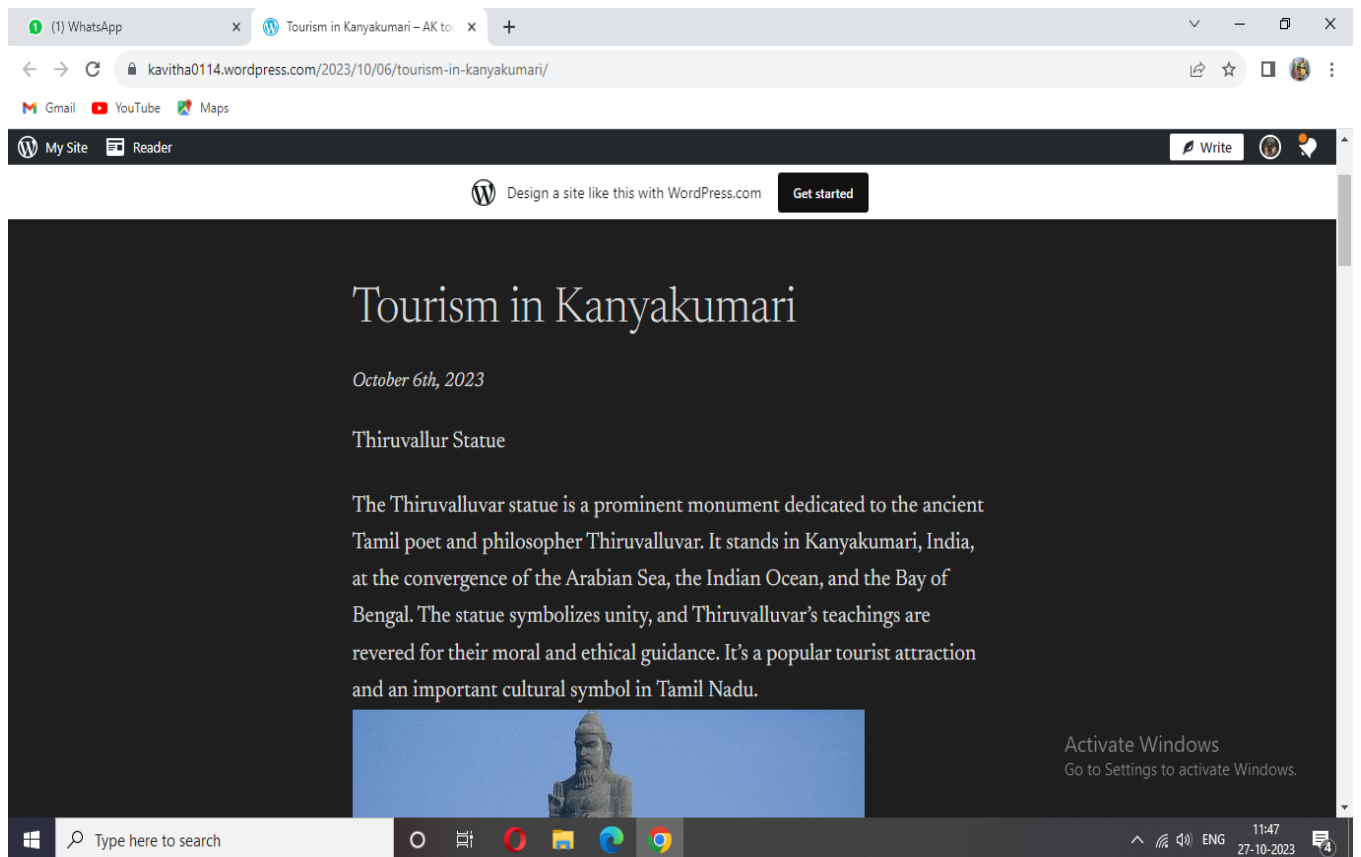 (1) WhatsApp
Tourism in Kanyakumari – AK to
kavitha0114.wordpress.com/2023/10/06/tourism-in-kanyakumari/
Gmail YouTube Maps
My Site Reader Write
Design a site like this with WordPress.com Get started
Tourism in Kanyakumari
October 6th, 2023
Thiruvallur Statue
The Thiruvalluvar statue is a prominent monument dedicated to the ancient
Tamil poet and philosopher Thiruvalluvar. It stands in Kanyakumari, India,
at the convergence of the Arabian Sea, the Indian Ocean, and the Bay of
Bengal. The statue symbolizes unity, and Thiruvalluvar’s teachings are
revered for their moral and ethical guidance. It’s a popular tourist attraction
and an important cultural symbol in Tamil Nadu.
Activate Windows
Go to Settings to activate Windows.
Type here to search
ENG
11:47
27-10-2023
4